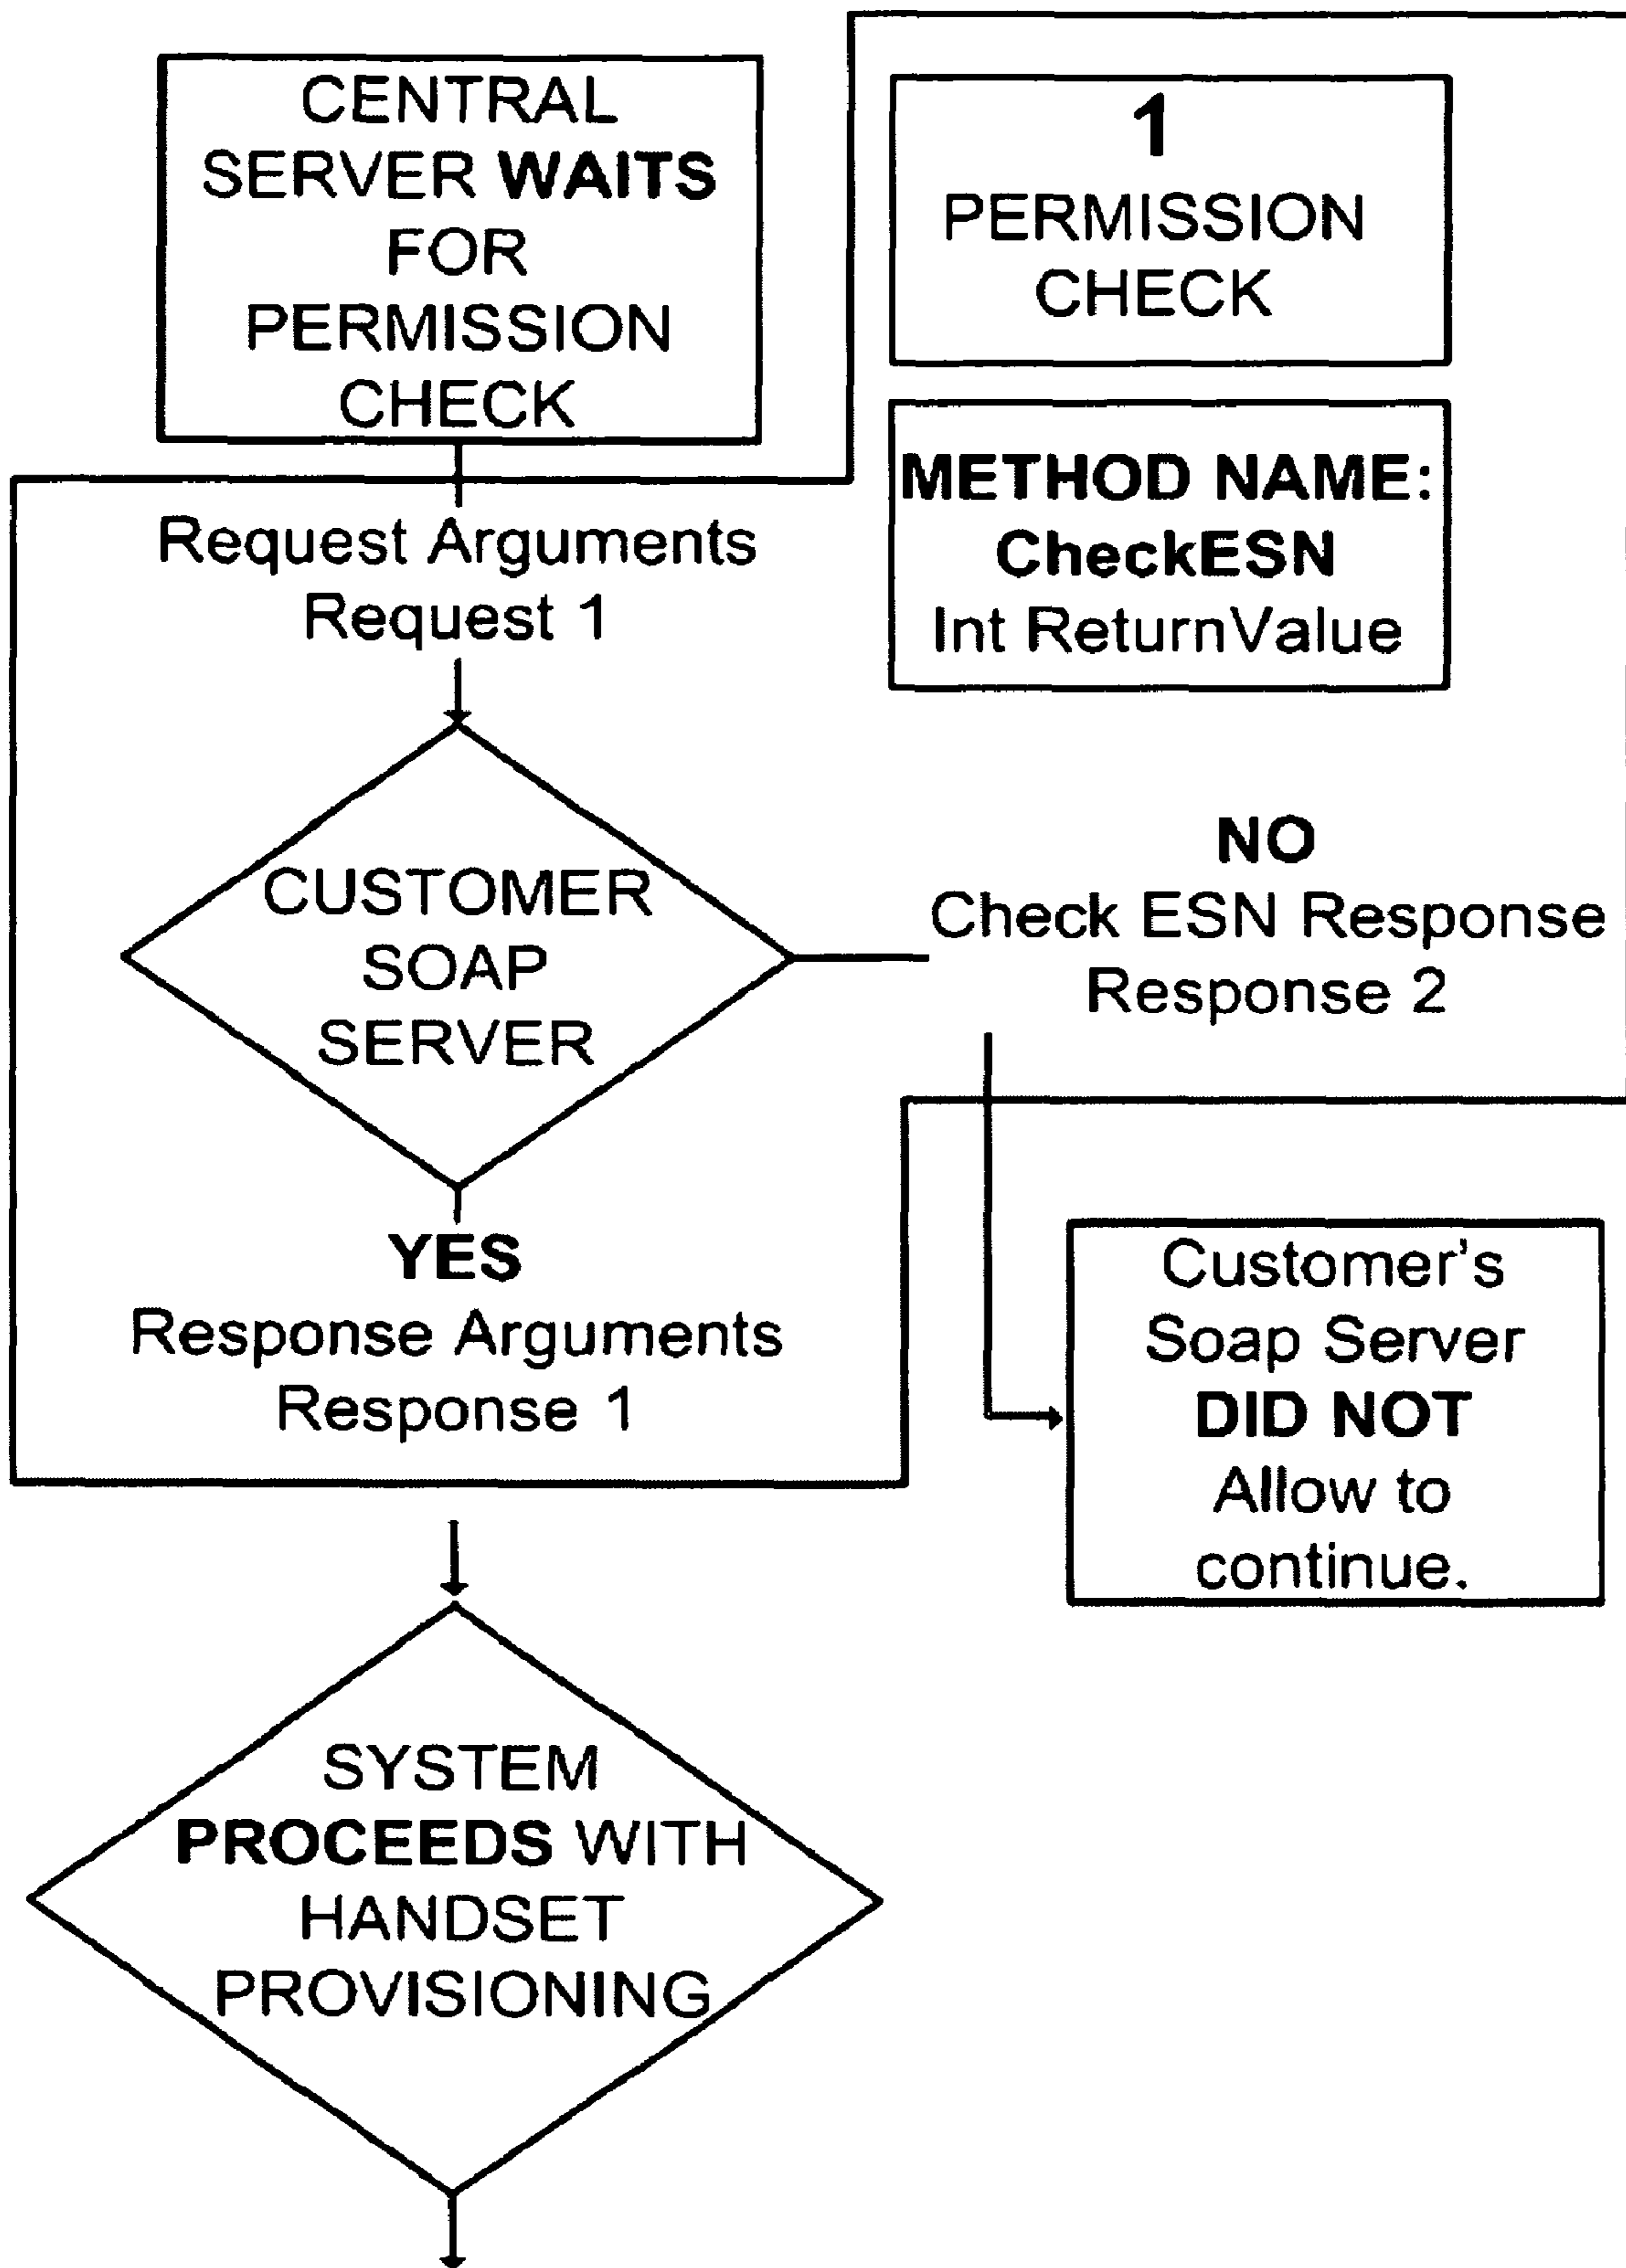 CENTRAL
SERVER WAITS
FOR
PERMISSION
CHECK
1
PERMISSION
CHECK
METHOD NAME:
CheckESN
Int ReturnValue
Request Arguments
Request 1
CUSTOMER
SOAP
SERVER
NO
Check ESN Response
Response 2
YES
Response Arguments
Response 1
Customer's
Soap Server
DID NOT
Allow to
continue.
SYSTEM
PROCEEDS WITH
HANDSET
PROVISIONING